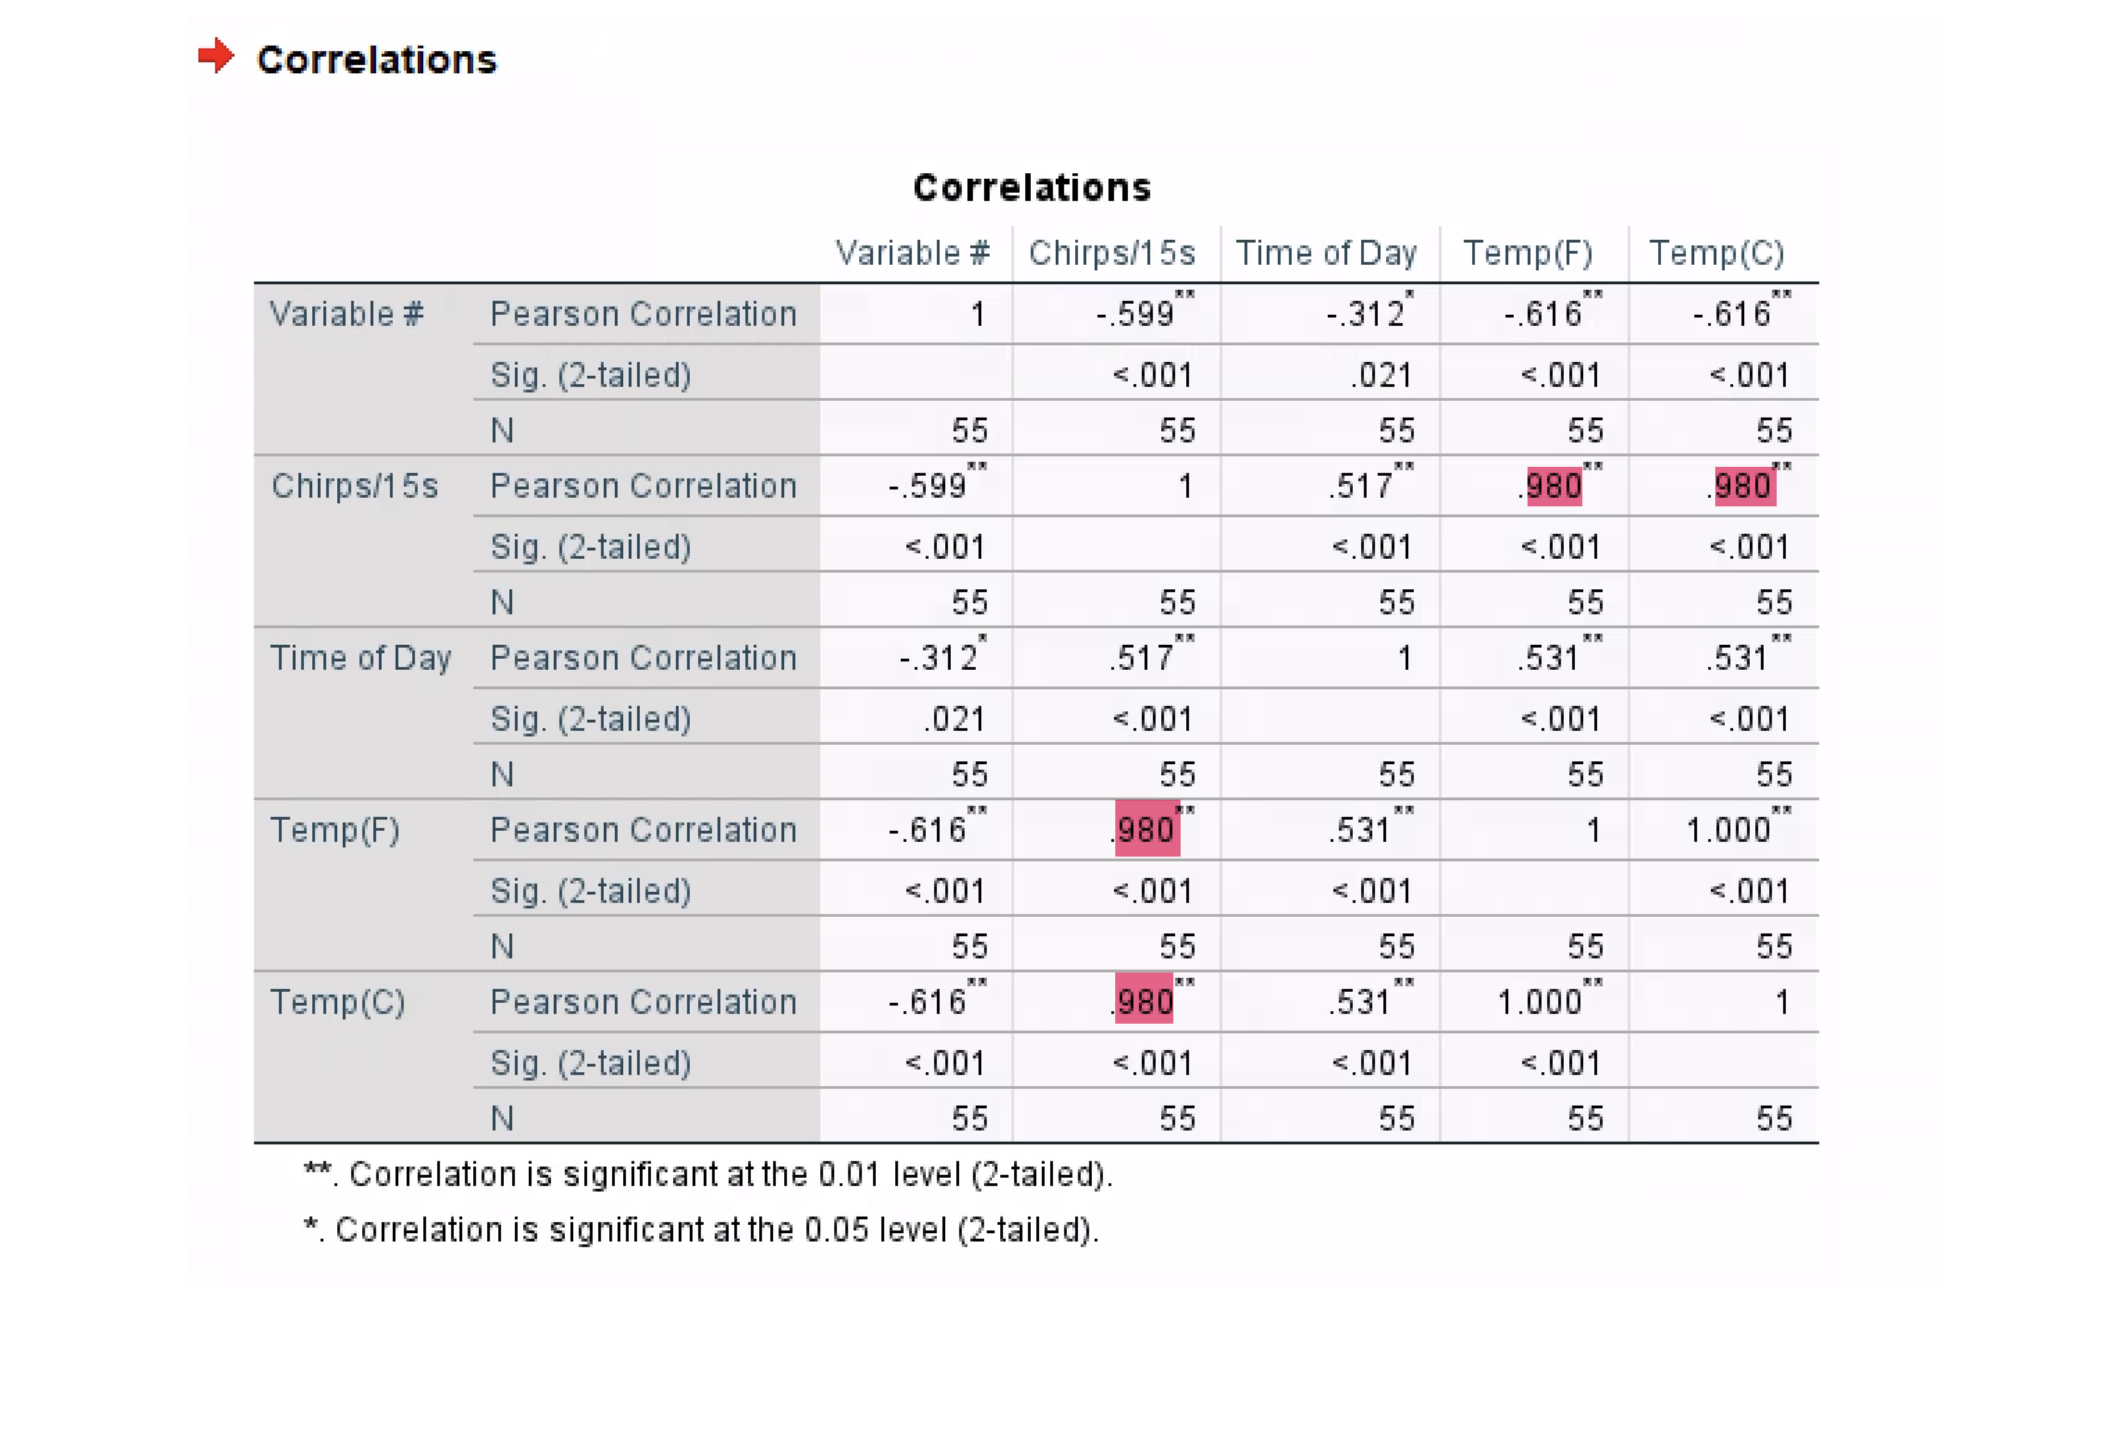 Correlations
Correlations
Variable # Chirps/15s Time of Day Temp(F) Temp(C)
Variable # Pearson Correlation 1 -.599** -.312* -.616** -.616**
Sig. (2-tailed) <.001 .021 <.001 <.001
N 55 55 55 55 55
Chirps/15s Pearson Correlation -.599** 1 .517** .980** .980**
Sig. (2-tailed) <.001 <.001 <.001 <.001
N 55 55 55 55 55
Time of Day Pearson Correlation -.312* .517** 1 .531** .531**
Sig. (2-tailed) .021 <.001 <.001 <.001
N 55 55 55 55 55
Temp(F) Pearson Correlation -.616** .980** .531** 1 1.000**
Sig. (2-tailed) <.001 <.001 <.001 <.001
N 55 55 55 55 55
Temp(C) Pearson Correlation -.616** .980** .531** 1.000** 1
Sig. (2-tailed) <.001 <.001 <.001 <.001
N 55 55 55 55 55
**. Correlation is significant at the 0.01 level (2-tailed).
*. Correlation is significant at the 0.05 level (2-tailed).